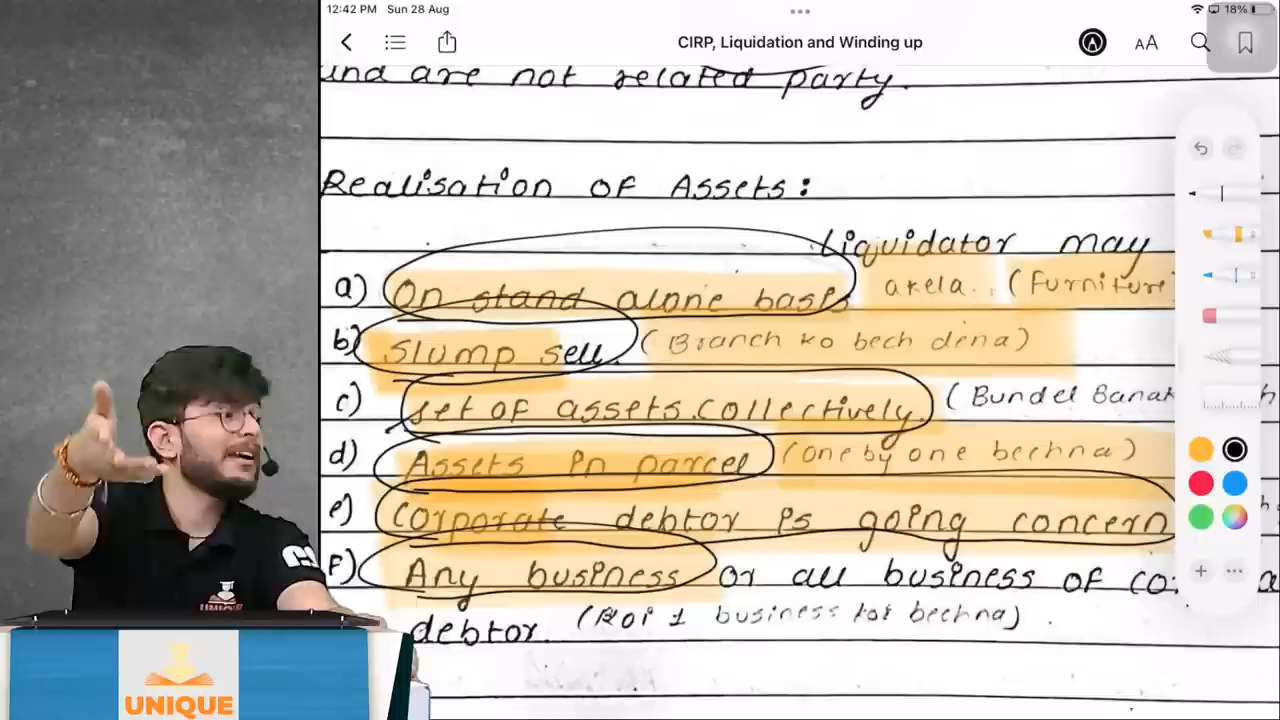 12:42 PM Sun 28 Aug
18%
CIRP, Liquidation and Winding up
AA
and are not related party.
Realisation of Assets:
Liquidator may
a) On stand alone basis akela. (Furniture
b) Slump sell. (Branch ko bech dena)
c) set of assets collectively. (Bundel Banak
d) Assets in parcel (one by one bechna)
e) Corporate debtor is going concern
F) Any business or all business of
debtor. (Koi 1 business koi bechna).
UNIQUE
UNIQUE